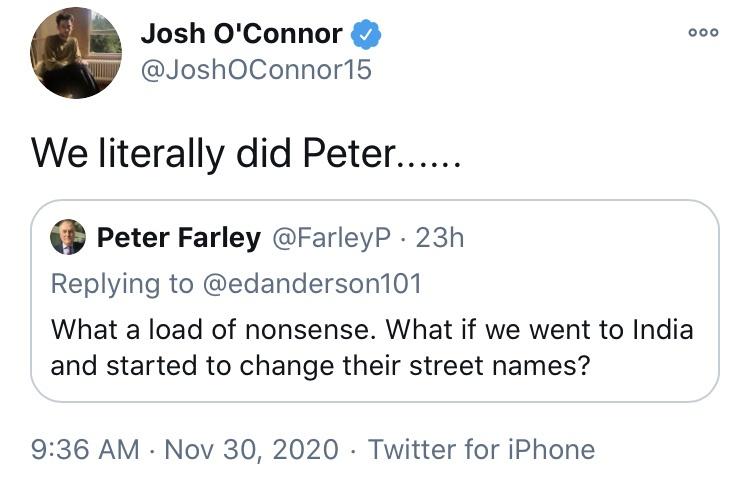 Josh O'Connor
@JoshOConnor15
We literally did Peter......
Peter Farley @FarleyP · 23h
Replying to @edanderson101
What a load of nonsense. What if we went to India
and started to change their street names?
9:36 AM · Nov 30, 2020 · Twitter for iPhone